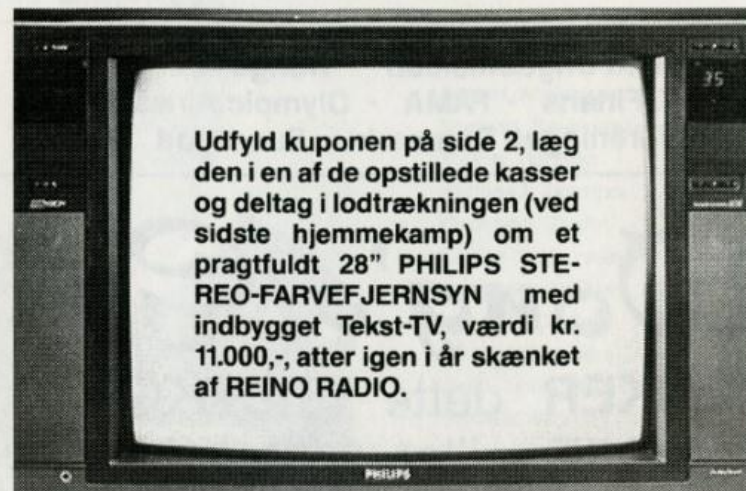 35
Udfyld kuponen på side 2, læg
den i en af de opstillede kasser
og deltag i lodtrækningen (ved
sidste hjemmekamp) om et
pragtfuldt 28” PHILIPS STE-
REO-FARVEFJERNSYN med
indbygget Tekst-TV, værdi kr.
11.000,-, atter igen i år skænket
af REINO RADIO.
PHILIPS